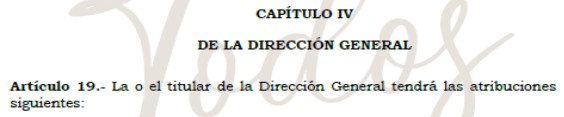 CAPÍTULO IV
DE LA DIRECCIÓN GENERAL
Artículo 19.- La o el titular de la Dirección General tendrá las atribuciones
siguientes:
Todos